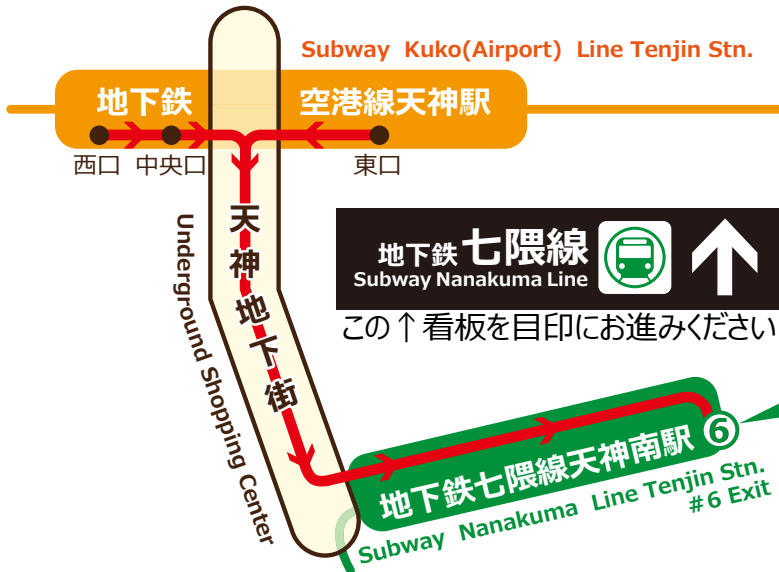 Subway Kuko(Airport) Line Tenjin Stn.
地下鉄 空港線天神駅
西口 中央口 東口
天神地下街
Underground Shopping Center
地下鉄七隈線
Subway Nanakuma Line
この↑看板を目印にお進みください
地下鉄七隈線天神南駅 ⑥
Subway Nanakuma Line Tenjin Stn.
#6 Exit